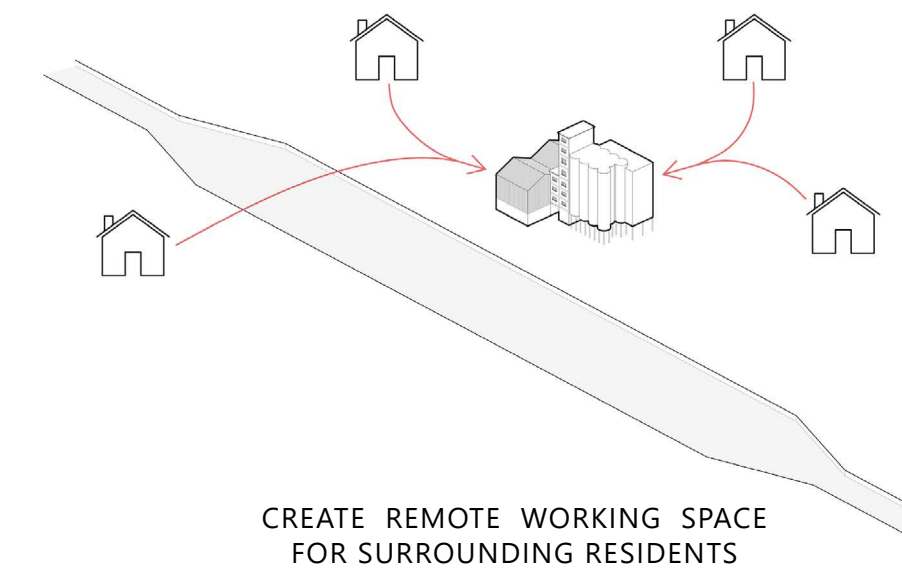 CREATE REMOTE WORKING SPACE
FOR SURROUNDING RESIDENTS